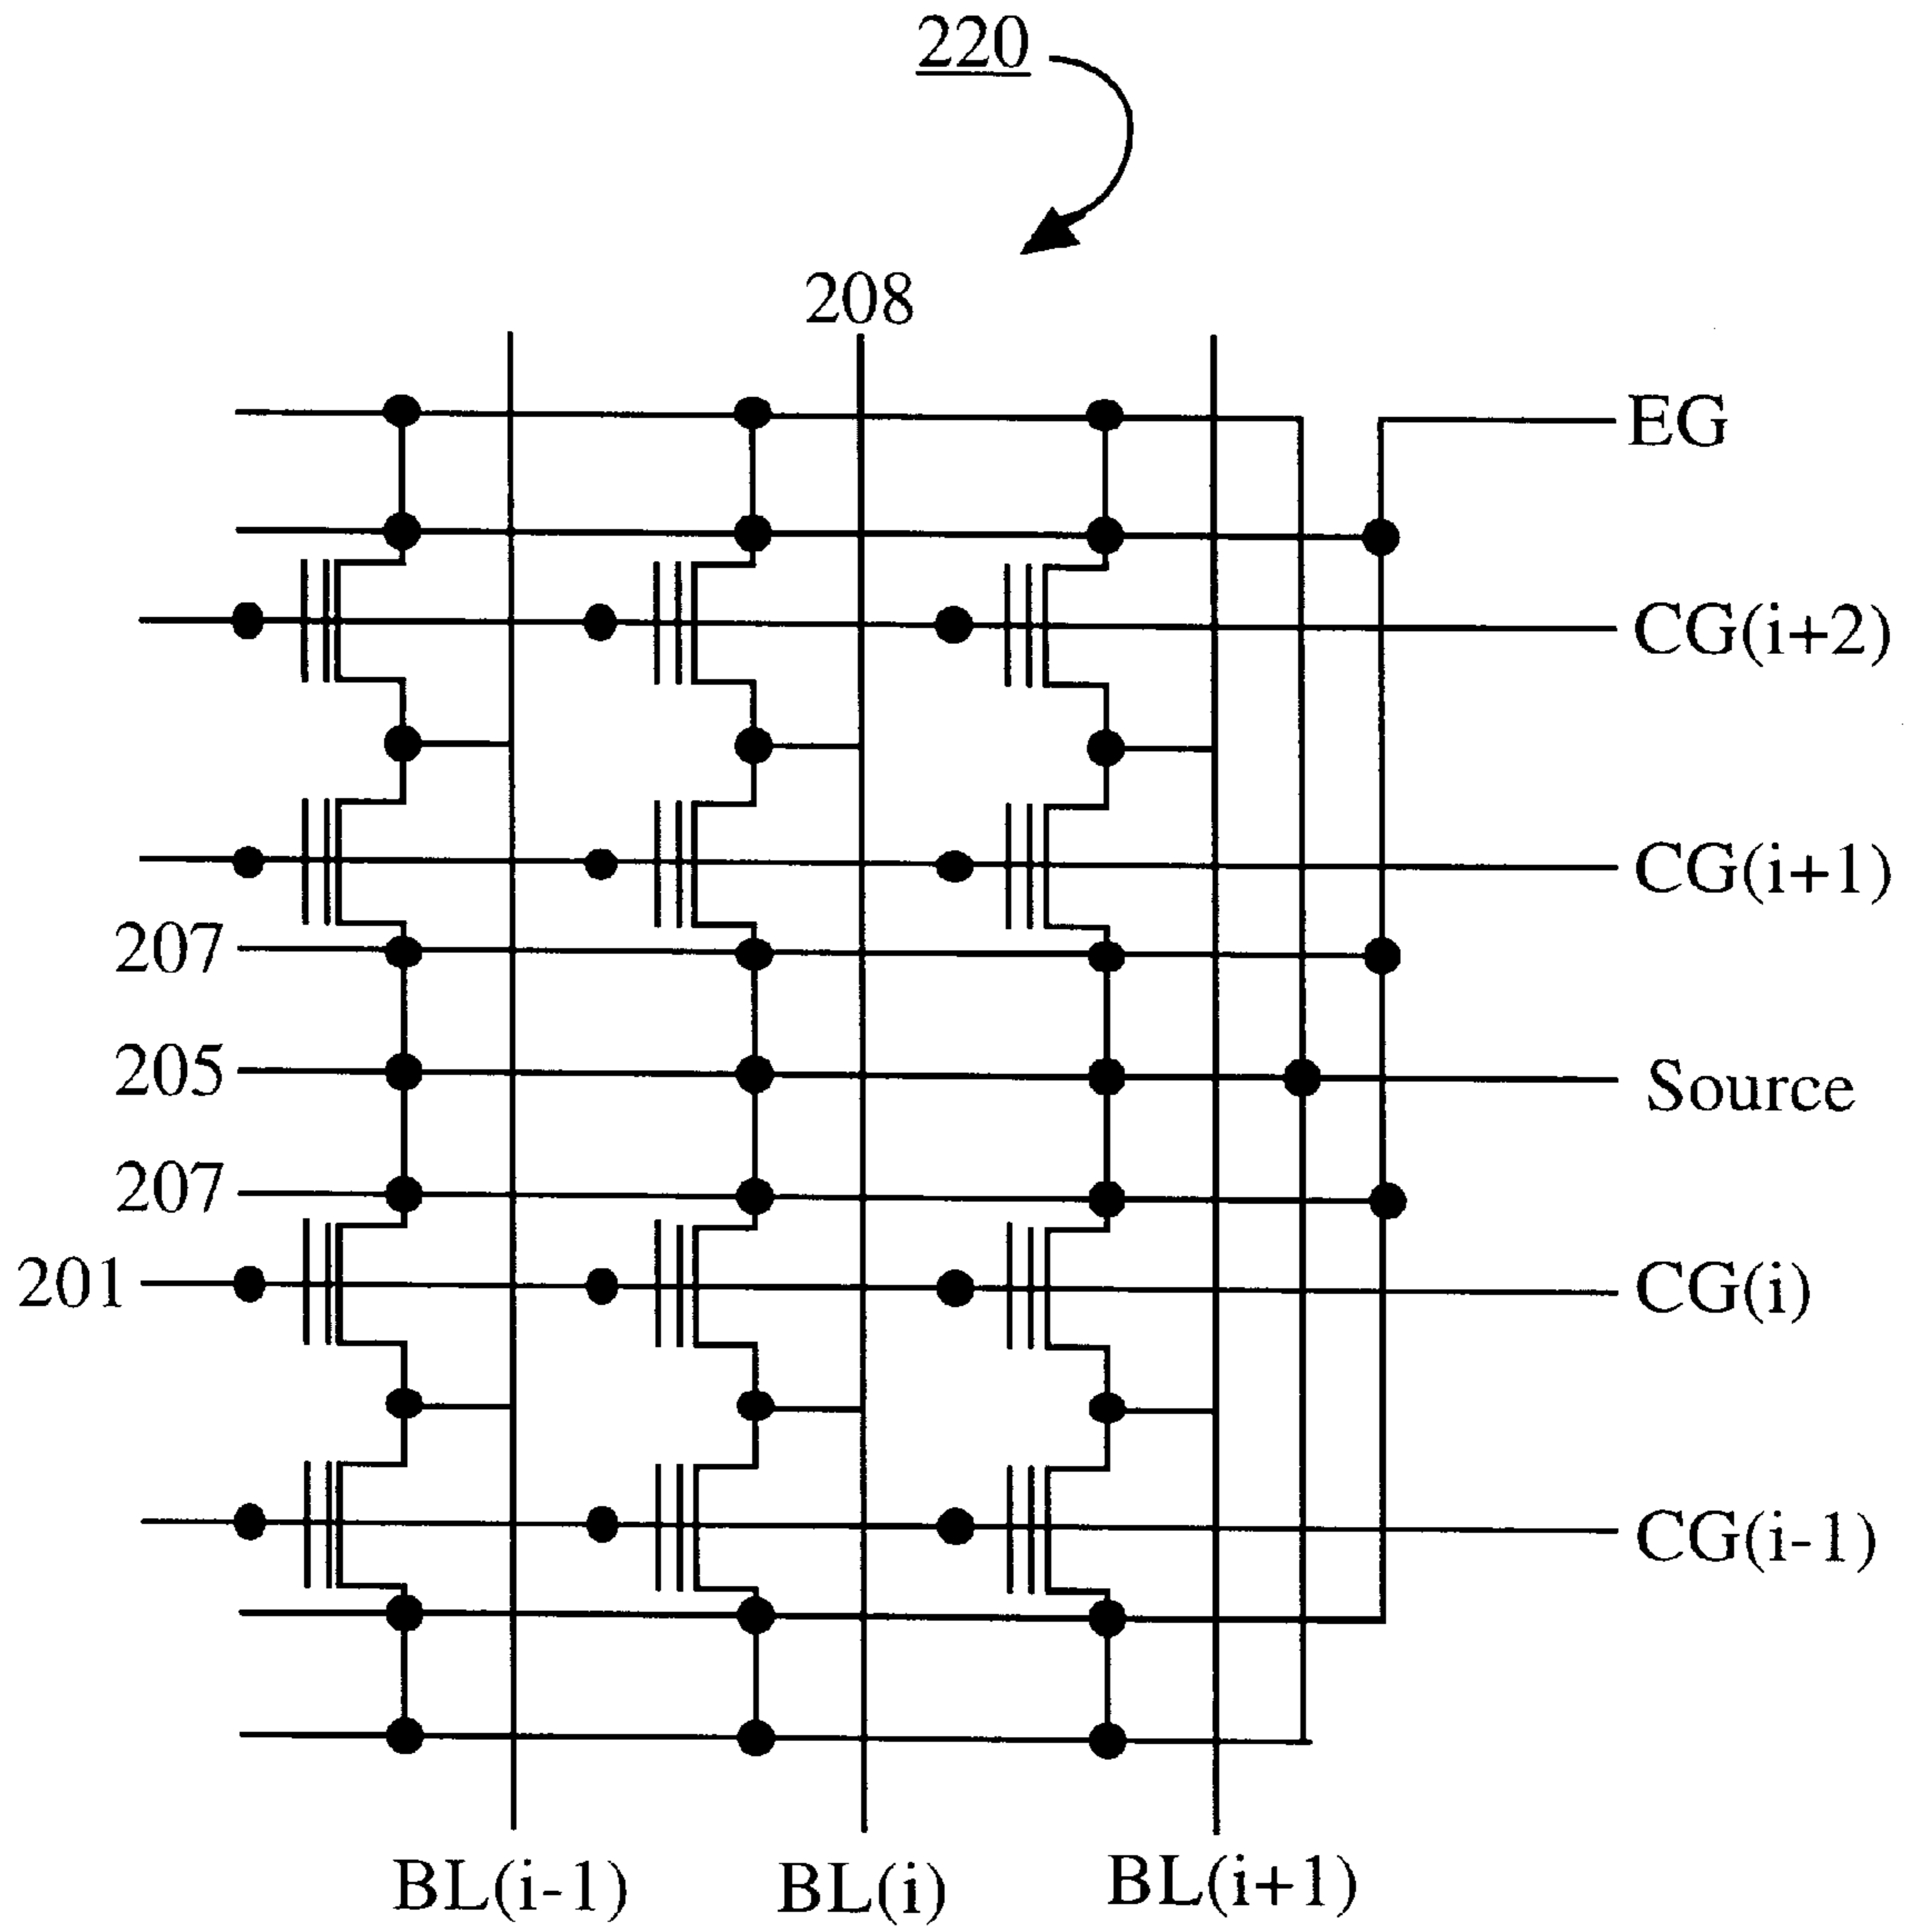 220
208
EG
CG(i+2)
CG(i+1)
207
205
Source
207
201
CG(i)
CG(i-1)
BL(i-1)
BL(i)
BL(i+1)